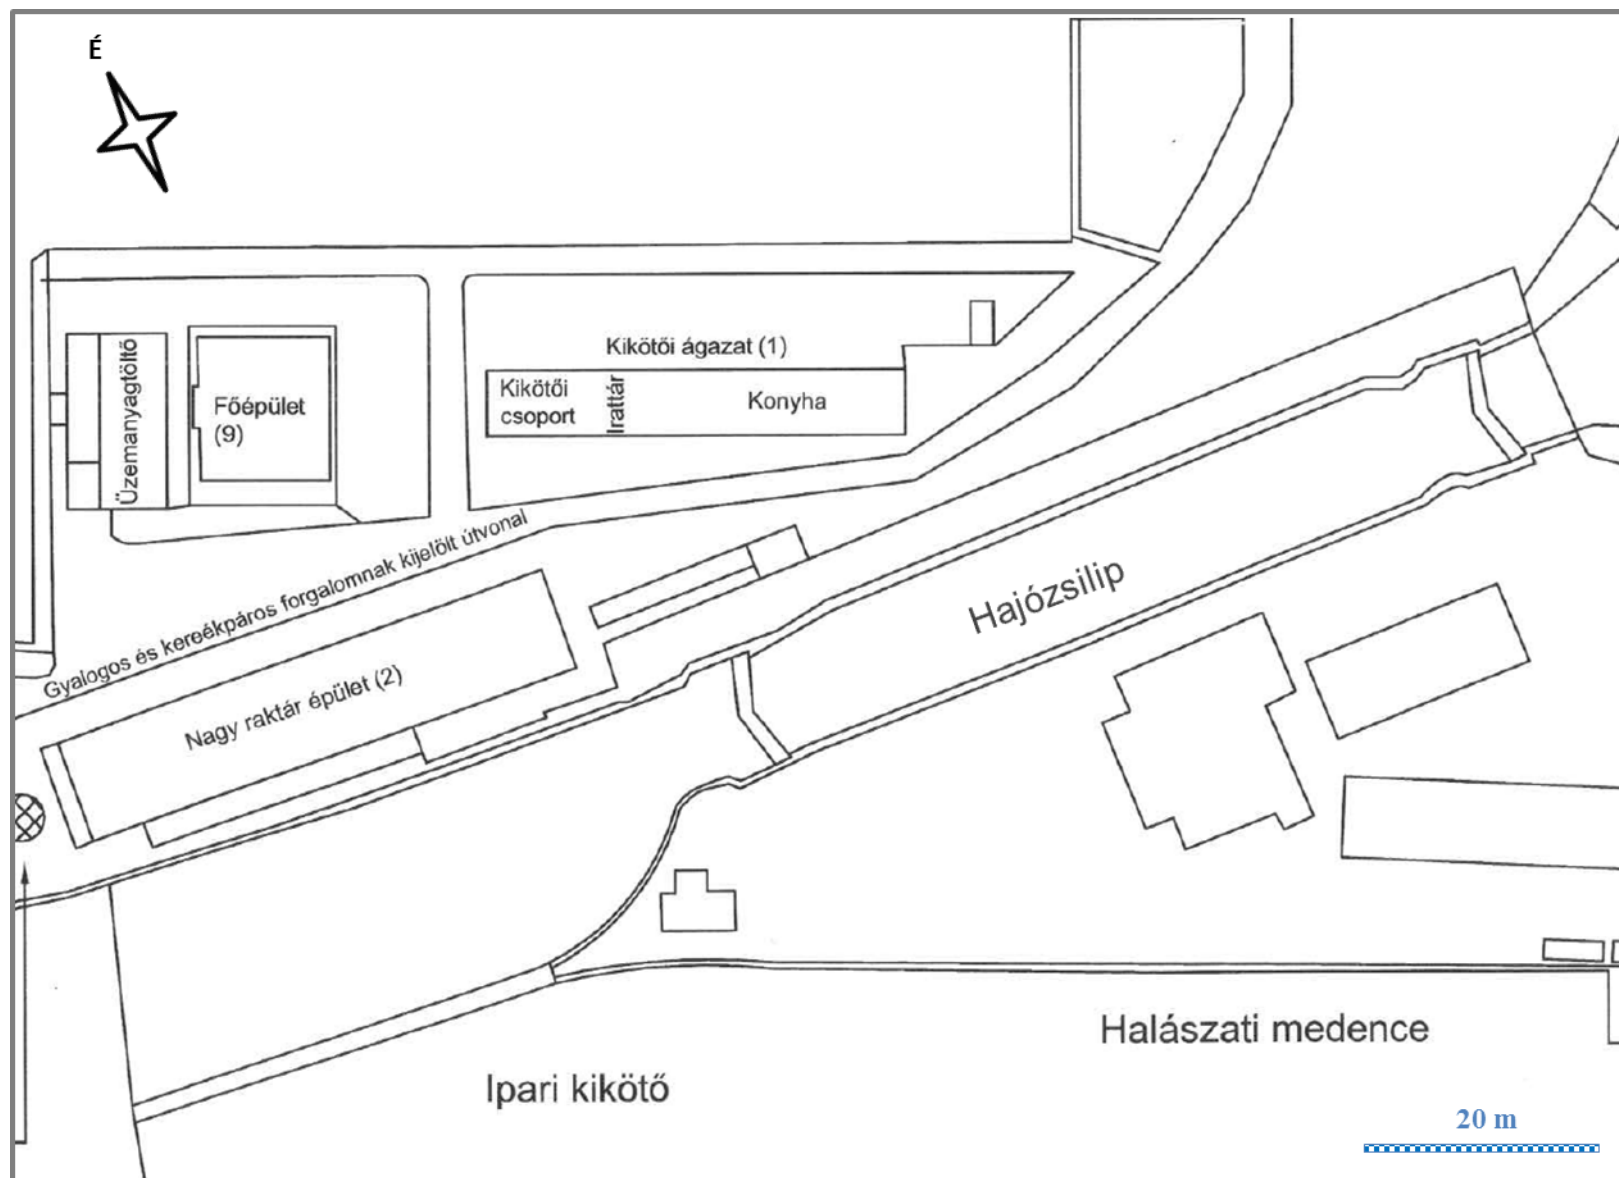 É
Kikötői ágazat (1)
Kikötői
csoport
Irattár
Konyha
Üzemanyagtöltő
Főépület
(9)
Gyalogos és kereékpáros forgalomnak kijelölt útvonal
Nagy raktár épület (2)
Hajózsilip
Halászati medence
Ipari kikötő
20 m